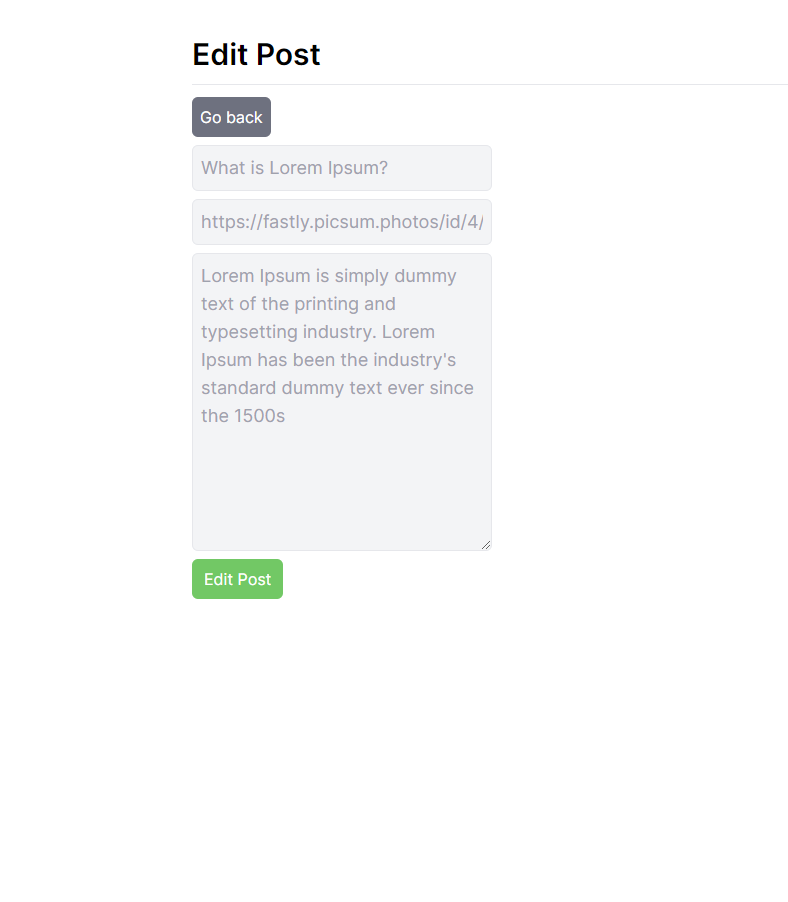 Edit Post
Go back
What is Lorem Ipsum?
https://fastly.picsum.photos/id/4/
Lorem Ipsum is simply dummy
text of the printing and
typesetting industry. Lorem
Ipsum has been the industry's
standard dummy text ever since
the 1500s
Edit Post